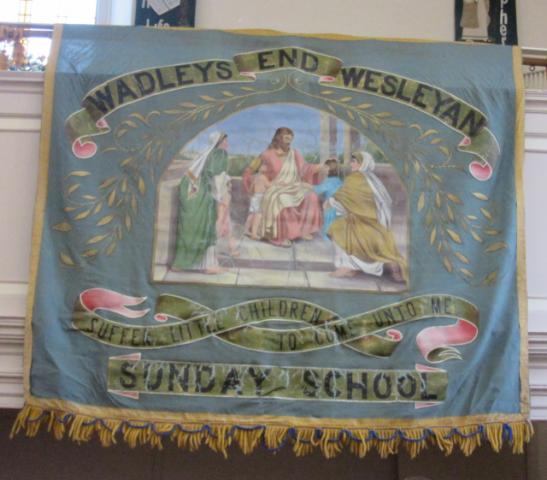 WADLEYS END WESLEYAN
SUFFER LITTLE CHILDREN
TO COME UNTO ME
SUNDAY SCHOOL